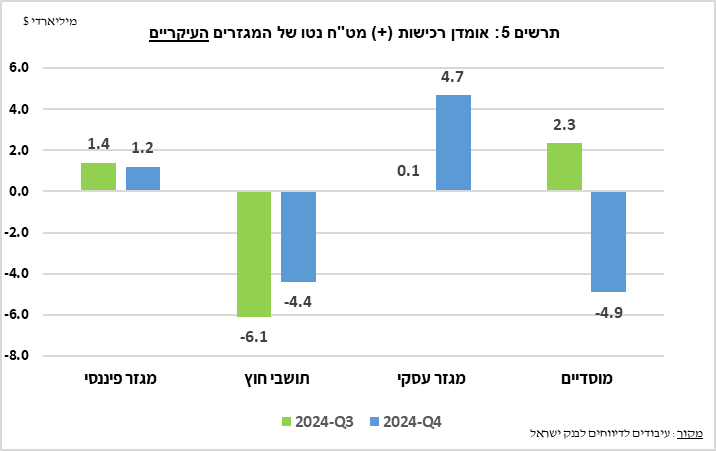 מיליארדי $
תרשים 5: אומדן רכישות (+) מט"ח נטו של המגזרים העיקריים
6.0
4.0
2.0
0.0
-2.0
-4.0
-6.0
-8.0
1.4
1.2
-6.1
-4.4
0.1
4.7
2.3
-4.9
מגזר פיננסי
תושבי חוץ
מגזר עסקי
מוסדיים
2024-Q3
2024-Q4
מקור: עיבודים לדיווחים לבנק ישראל